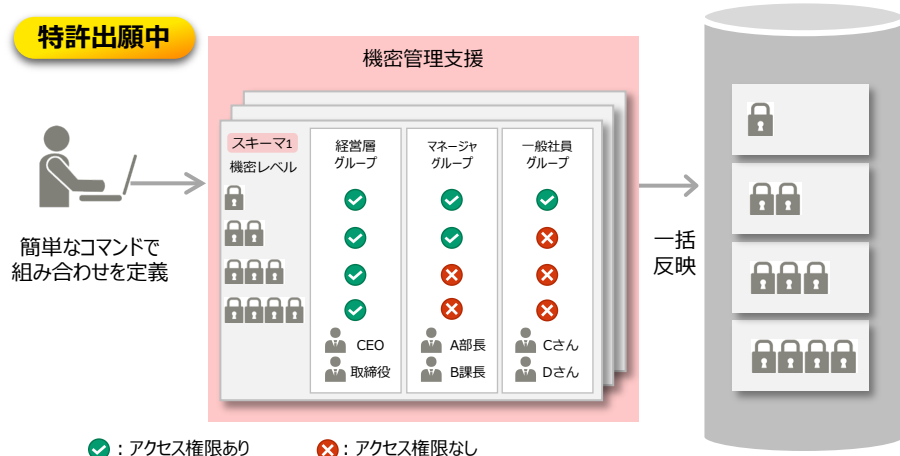 特許出願中
機密管理支援
スキーマ1
機密レベル
経営層
グループ
マネージャ
グループ
一般社員
グループ
CEO
取締役
A部長
B課長
Cさん
Dさん
簡単なコマンドで
組み合わせを定義
一括
反映
：アクセス権限あり
：アクセス権限なし